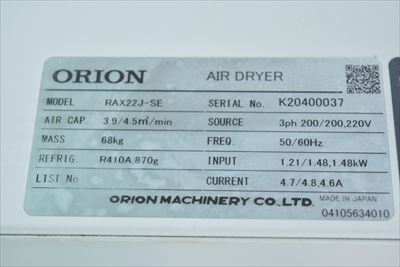 ORION AIR DRYER
MODEL RAX22J-SE SERIAL No. K20400037
AIR CAP. 3.9/4.5m³/min SOURCE 3ph 200/200,220V
MASS 68kg FREQ. 50/60Hz
REFRIG. R410A,870g INPUT 1.21/1.48,1.48kW
LIST No CURRENT 4.7/4.8,4.6A
ORION MACHINERY CO.,LTD. MADE IN JAPAN
04105634010